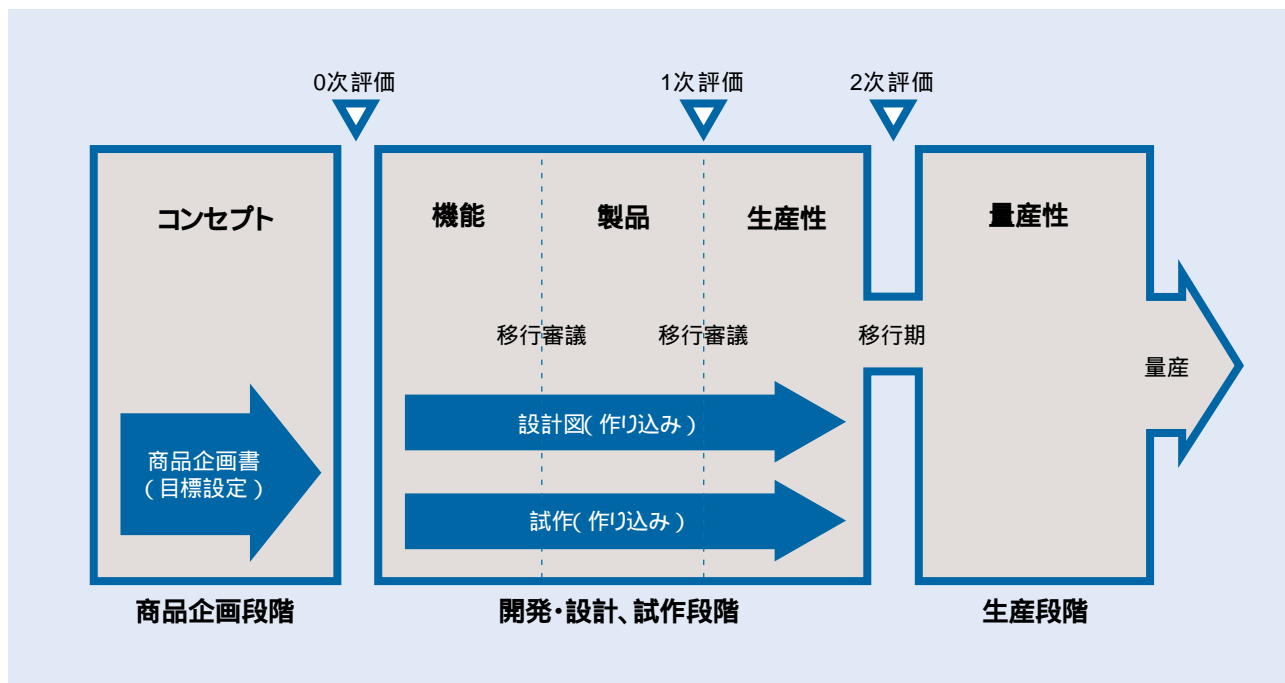 0次評価
1次評価
2次評価
コンセプト
機能
製品
生産性
量産性
移行審議
移行審議
移行期
量産
商品企画書
(目標設定)
設計図(作り込み)
試作(作り込み)
商品企画段階
開発・設計、試作段階
生産段階